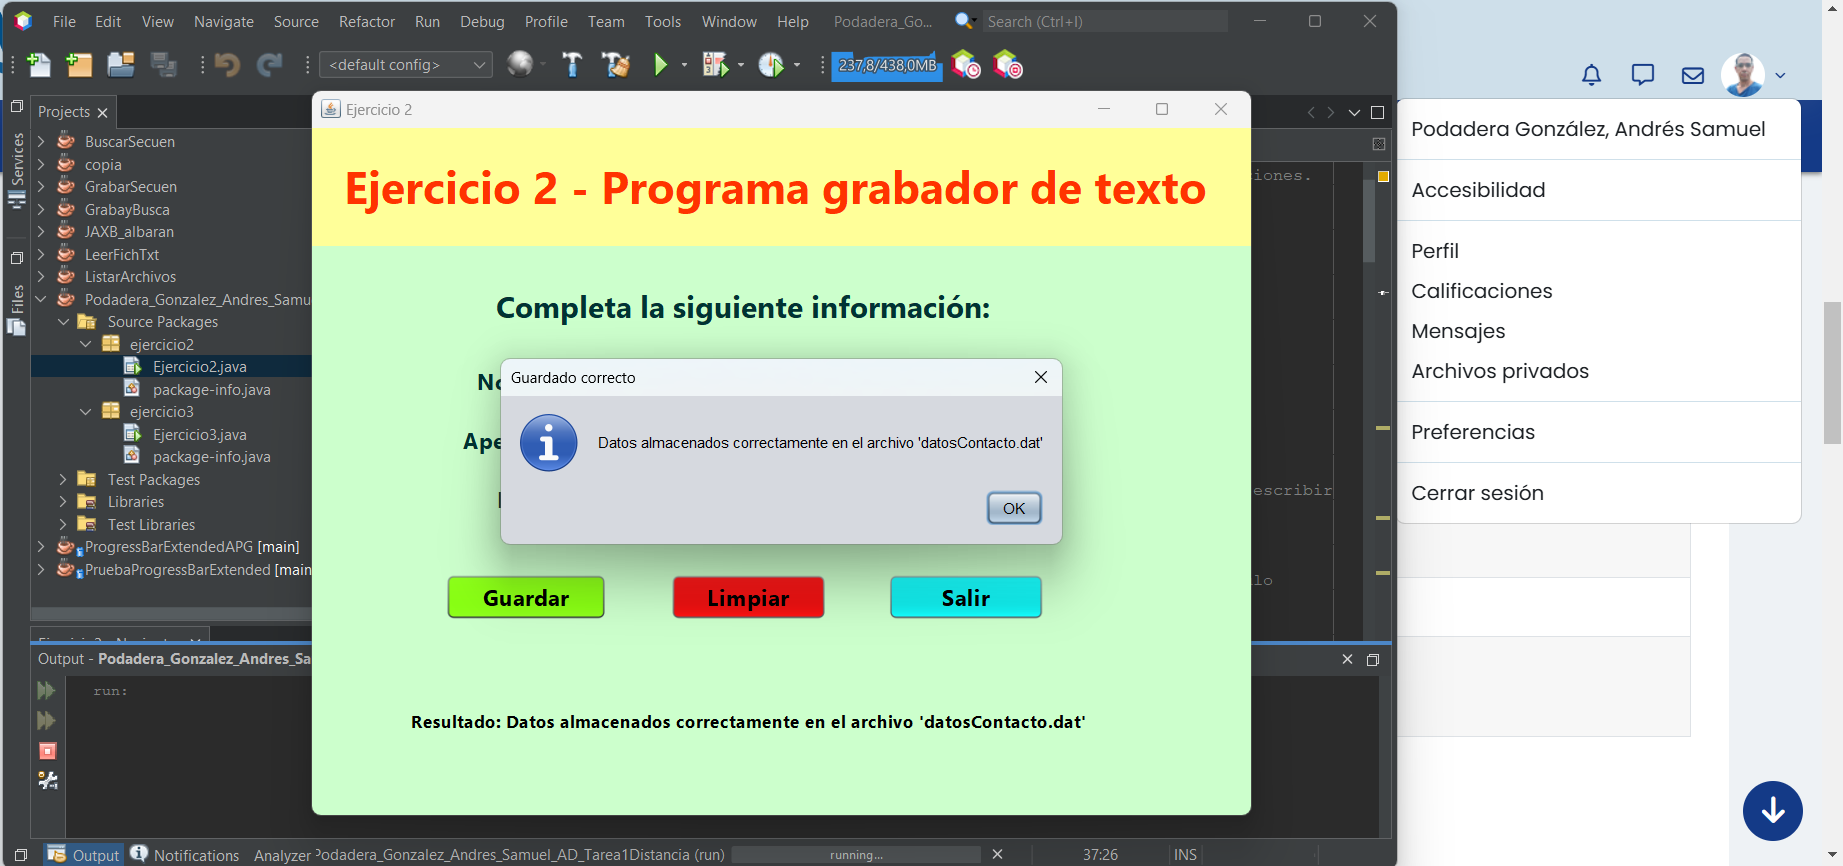 File Edit View Navigate Source Refactor Run Debug Profile Team Tools Window Help Podadera_Go... Search (Ctrl+I)
<default config> 237,8/438,0MB
Projects
Services
Files
BuscarSecuen
copia
GrabarSecuen
GrabayBusca
JAXB_albaran
LeerFichTxt
ListarArchivos
Podadera_Gonzalez_Andres_Samu
Source Packages
ejercicio2
Ejercicio2.java
package-info.java
ejercicio3
Ejercicio3.java
package-info.java
Test Packages
Libraries
Test Libraries
ProgressBarExtendedAPG [main]
PruebaProgressBarExtended [main
Ejercicio 2
Ejercicio 2 - Programa grabador de texto
Completa la siguiente información:
No
Ape
Guardado correcto
Datos almacenados correctamente en el archivo 'datosContacto.dat'
OK
Guardar Limpiar Salir
Resultado: Datos almacenados correctamente en el archivo 'datosContacto.dat'
iones.
escribir
lo
Output - Podadera_Gonzalez_Andres_Sa
run:
Output Notifications Analyzer Podadera_Gonzalez_Andres_Samuel_AD_Tarea1Distancia (run) running... 37:26 INS
Podadera González, Andrés Samuel
Accesibilidad
Perfil
Calificaciones
Mensajes
Archivos privados
Preferencias
Cerrar sesión